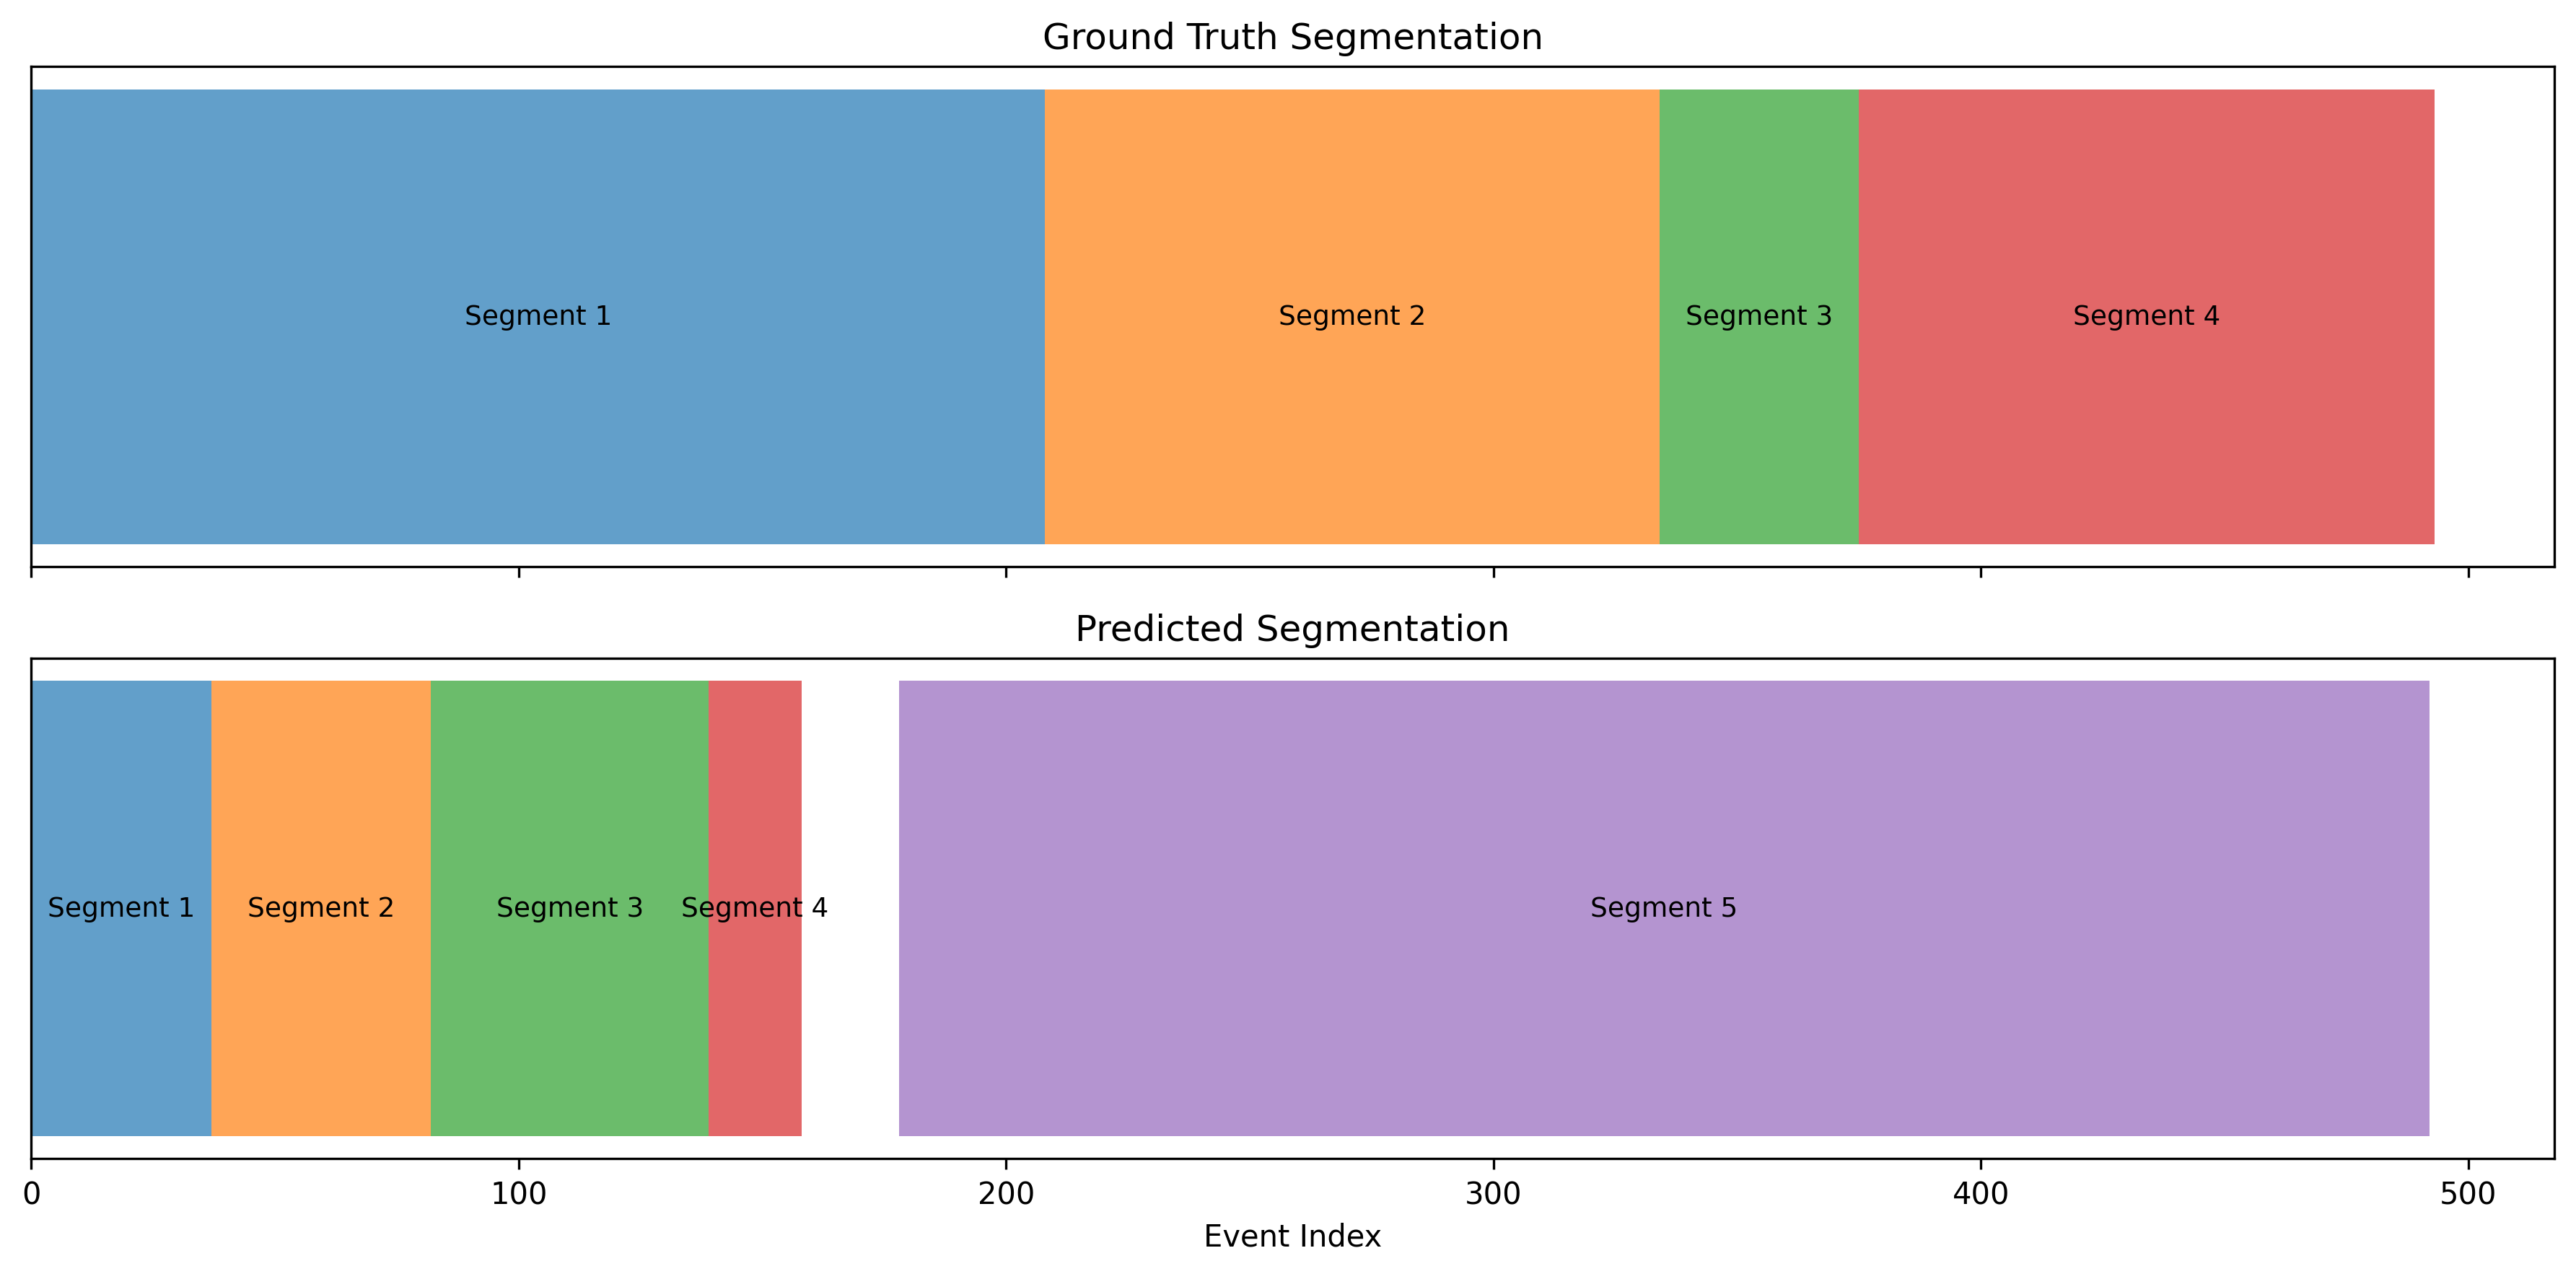 Ground Truth Segmentation
Segment 1 Segment 2 Segment 3 Segment 4
Predicted Segmentation
Segment 1 Segment 2 Segment 3 Segment 4 Segment 5
0 100 200 300 400 500
Event Index